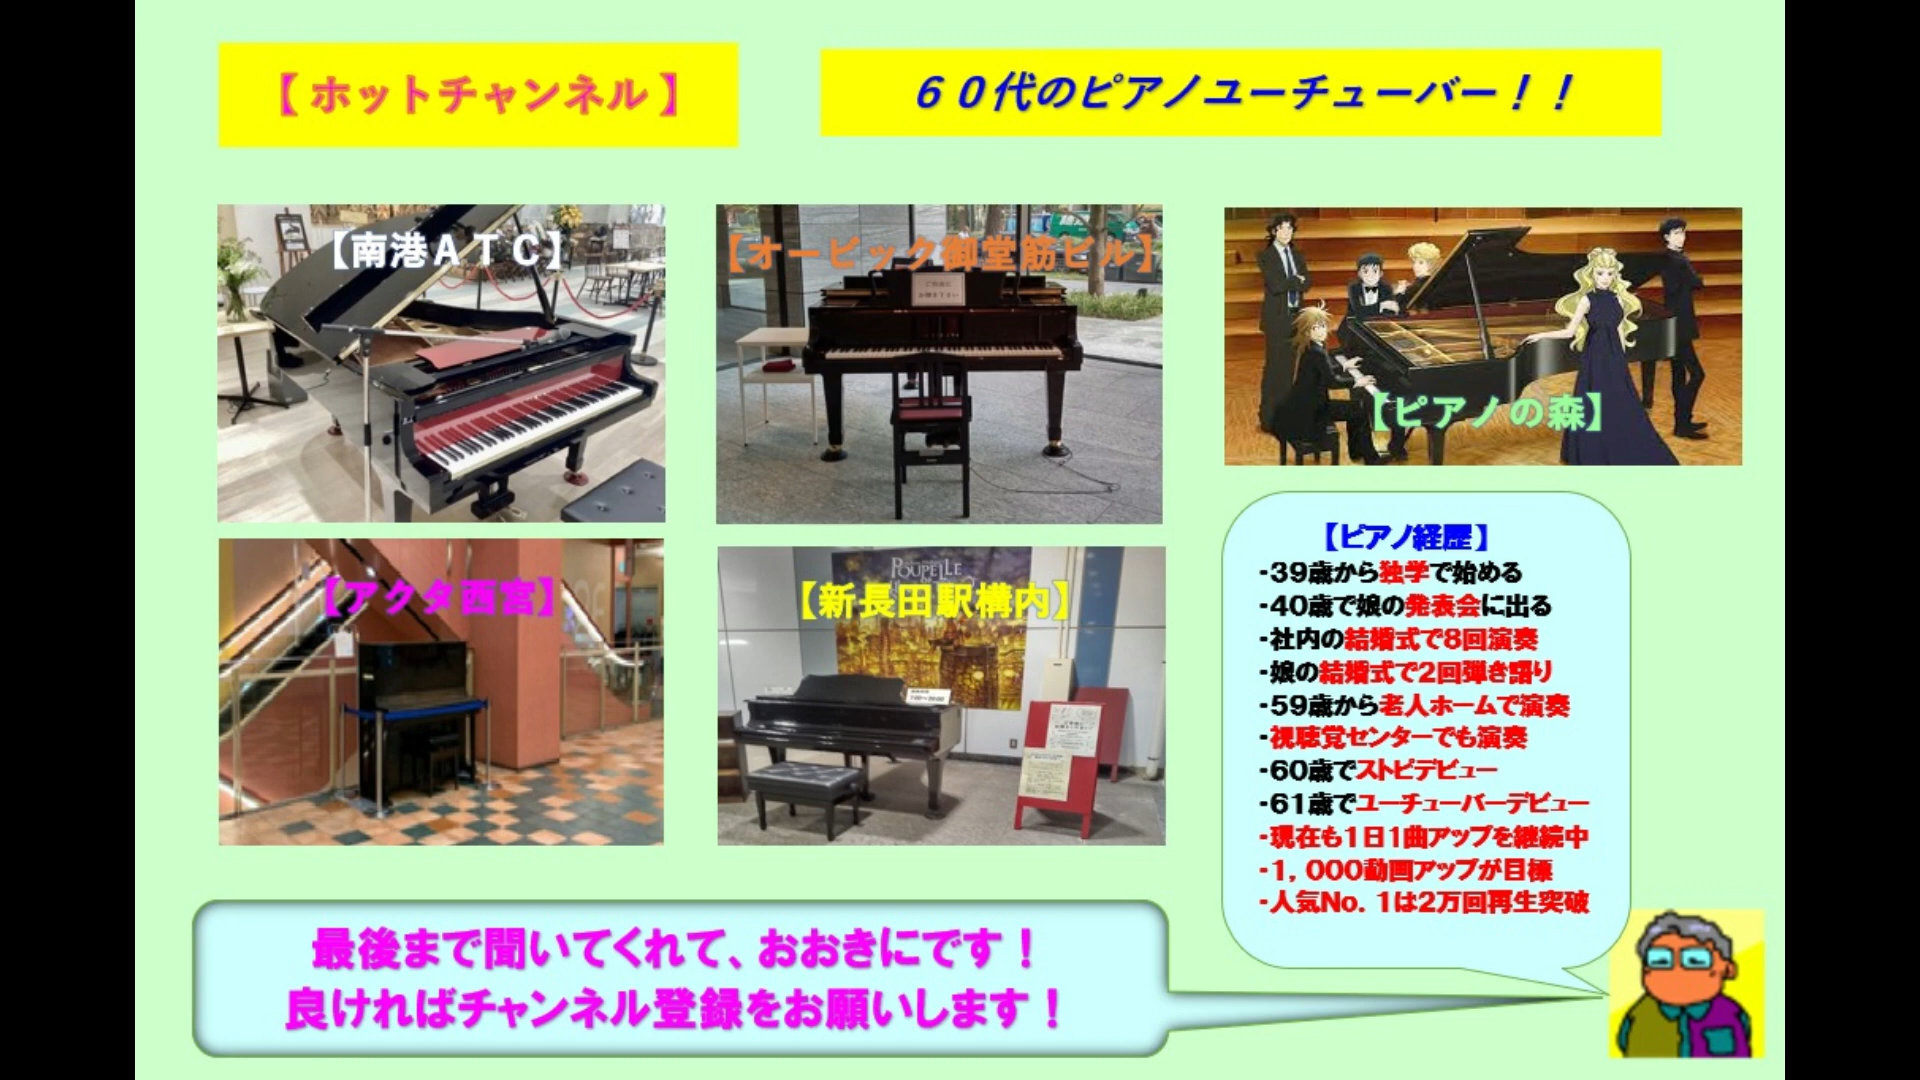 【ホットチャンネル】
60代のピアノユーチューバー！！
【南港ATC】
【オービック御堂筋ビル】
【ピアノの森】
【アクタ西宮】
POUPELLE
【新長田駅構内】
【ピアノ経歴】
・39歳から独学で始める
・40歳で娘の発表会に出る
・社内の結婚式で8回演奏
・娘の結婚式で2回弾き語り
・59歳から老人ホームで演奏
・視聴覚センターでも演奏
・60歳でストピデビュー
・61歳でユーチューバーデビュー
・現在も1日1曲アップを継続中
・1,000動画アップが目標
・人気No.1は2万回再生突破
最後まで聞いてくれて、おおきにです！
良ければチャンネル登録をお願いします！